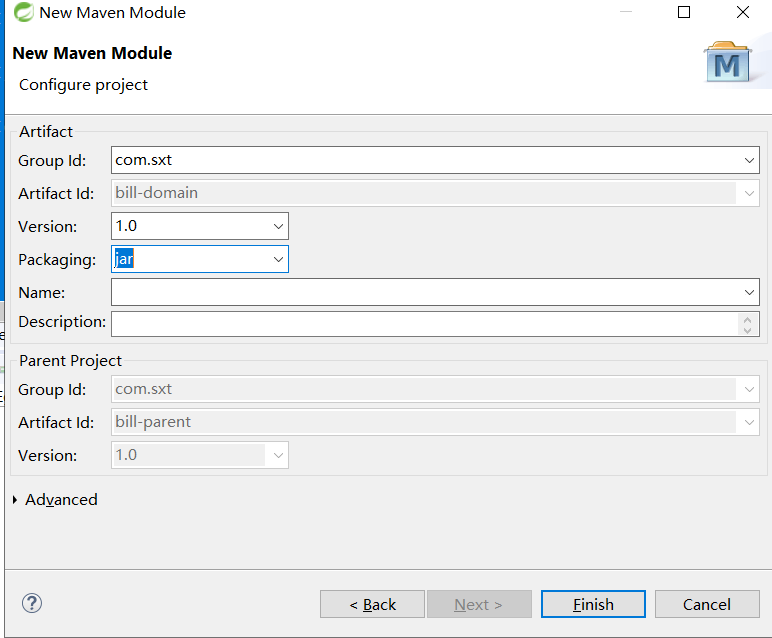 New Maven Module
New Maven Module
Configure project
M
Artifact
Group Id: com.sxt
Artifact Id: bill-domain
Version: 1.0
Packaging: jar
Name:
Description:
Parent Project
Group Id: com.sxt
Artifact Id: bill-parent
Version: 1.0
Advanced
?
< Back Next > Finish Cancel